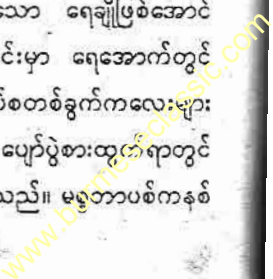 သော ရေချိုဖြစ်အောင်
င်းမှာ ရေအောက်တွင်
စတစ်ခွက်ကလေးများ
ပျော်ပွဲစားထွက်ရာတွင်
သည်။ မရွှတာပစ်ကနစ်
www.burmeseclassic.com